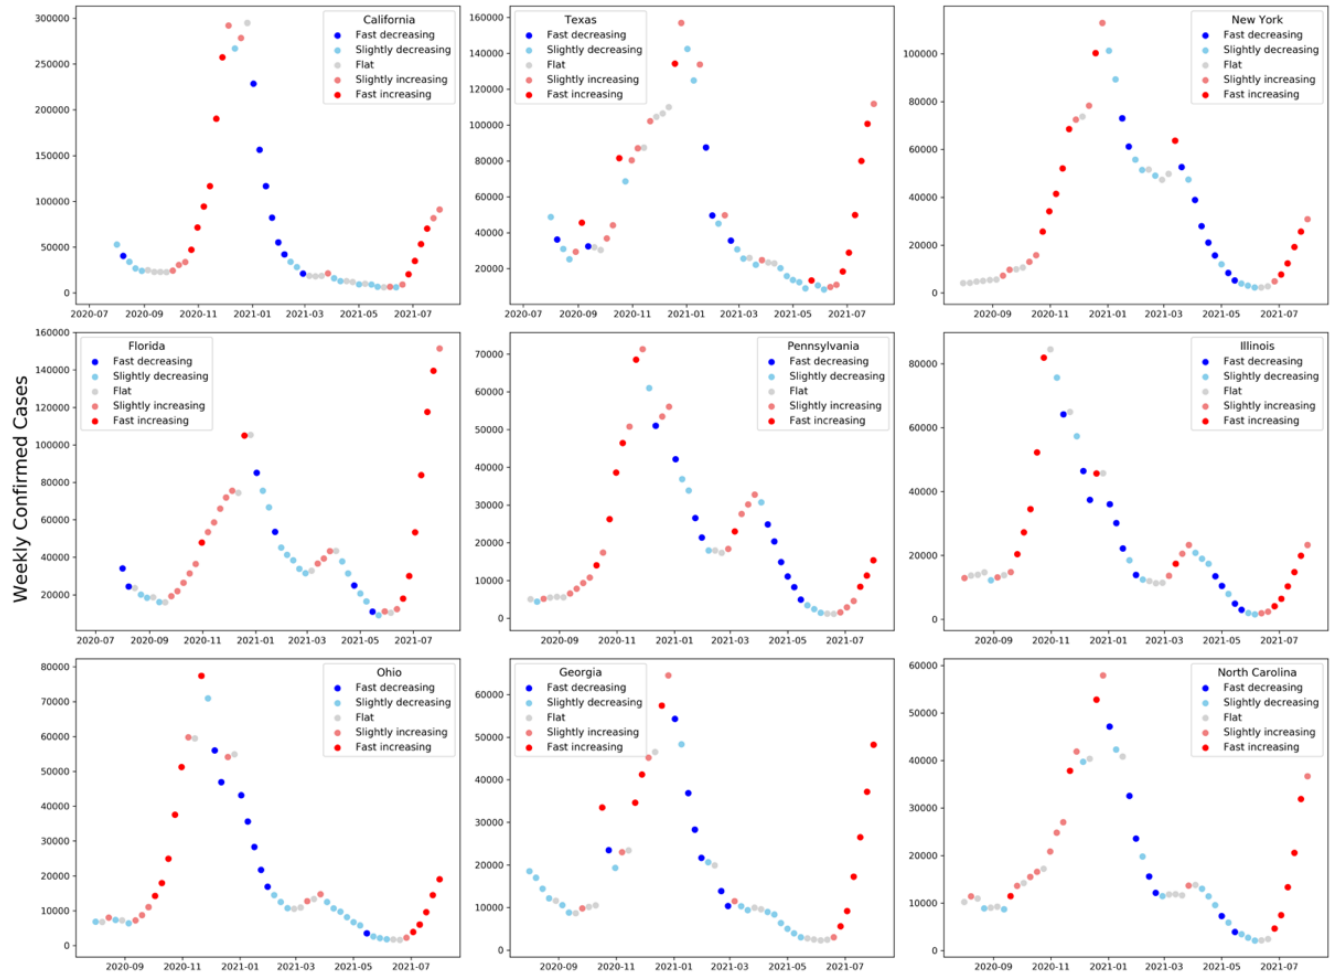 California
Fast decreasing
Slightly decreasing
Flat
Slightly increasing
Fast increasing
300000
250000
200000
150000
100000
50000
0
2020-07 2020-09 2020-11 2021-01 2021-03 2021-05 2021-07
Texas
Fast decreasing
Slightly decreasing
Flat
Slightly increasing
Fast increasing
160000
140000
120000
100000
80000
60000
40000
20000
2020-09 2020-11 2021-01 2021-03 2021-05 2021-07
New York
Fast decreasing
Slightly decreasing
Flat
Slightly increasing
Fast increasing
100000
80000
60000
40000
20000
0
2020-09 2020-11 2021-01 2021-03 2021-05 2021-07
Weekly Confirmed Cases
Florida
Fast decreasing
Slightly decreasing
Flat
Slightly increasing
Fast increasing
160000
140000
120000
100000
80000
60000
40000
20000
2020-07 2020-09 2020-11 2021-01 2021-03 2021-05 2021-07
Pennsylvania
Fast decreasing
Slightly decreasing
Flat
Slightly increasing
Fast increasing
70000
60000
50000
40000
30000
20000
10000
0
2020-09 2020-11 2021-01 2021-03 2021-05 2021-07
Illinois
Fast decreasing
Slightly decreasing
Flat
Slightly increasing
Fast increasing
80000
60000
40000
20000
0
2020-09 2020-11 2021-01 2021-03 2021-05 2021-07
Ohio
Fast decreasing
Slightly decreasing
Flat
Slightly increasing
Fast increasing
80000
70000
60000
50000
40000
30000
20000
10000
0
2020-09 2020-11 2021-01 2021-03 2021-05 2021-07
Georgia
Fast decreasing
Slightly decreasing
Flat
Slightly increasing
Fast increasing
60000
50000
40000
30000
20000
10000
0
2020-09 2020-11 2021-01 2021-03 2021-05 2021-07
North Carolina
Fast decreasing
Slightly decreasing
Flat
Slightly increasing
Fast increasing
60000
50000
40000
30000
20000
10000
0
2020-09 2020-11 2021-01 2021-03 2021-05 2021-07